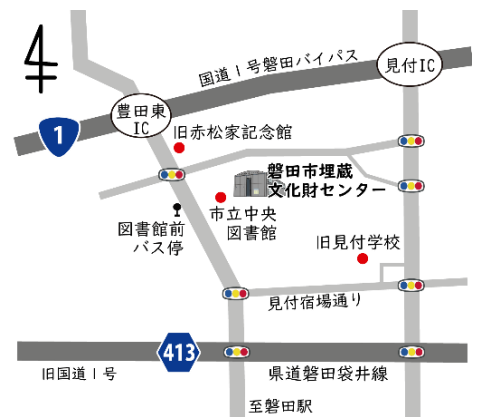 国道1号磐田バイパス
見付IC
豊田東
IC
1
旧赤松家記念館
磐田市埋蔵
文化財センター
市立中央
図書館
図書館前
バス停
旧見付学校
見付宿場通り
413
旧国道1号
県道磐田袋井線
至磐田駅